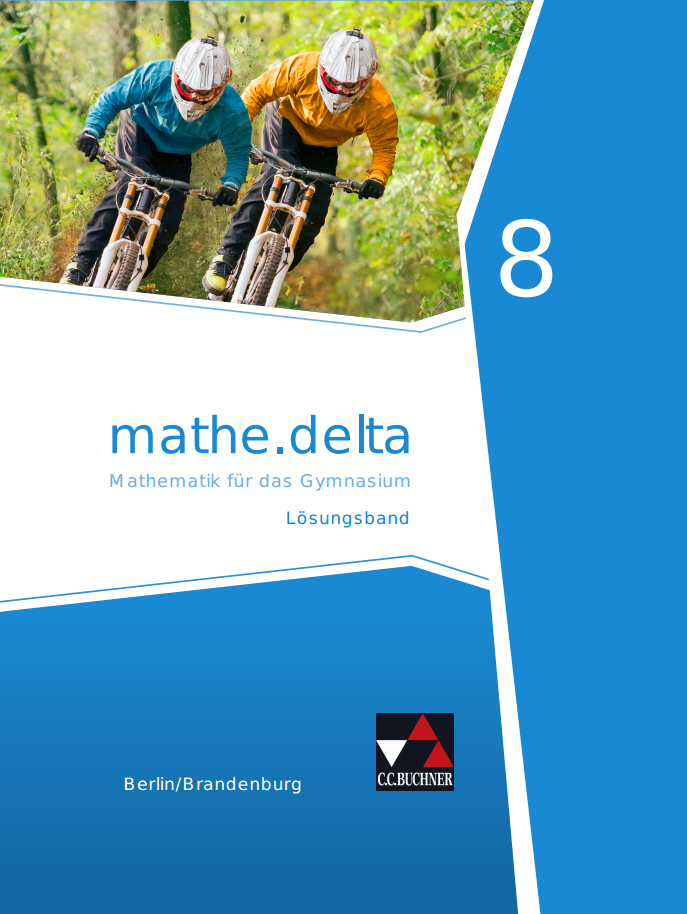 8
mathe.delta
Mathematik für das Gymnasium
Lösungsband
Berlin/Brandenburg
C.C.BUCHNER